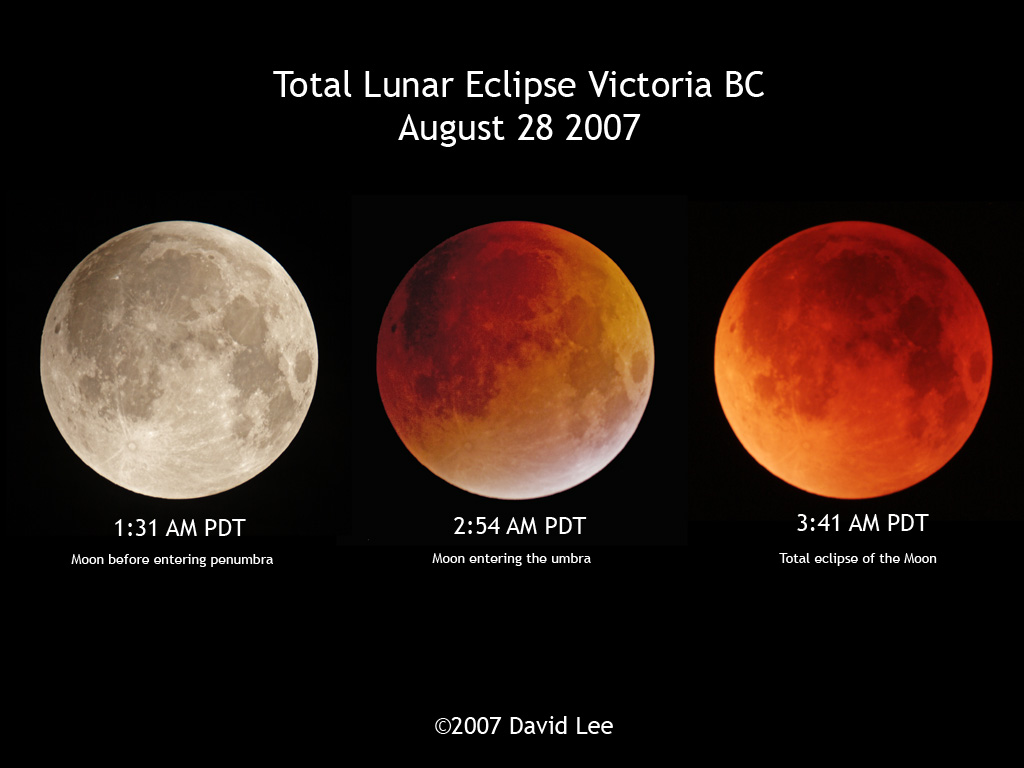 Total Lunar Eclipse Victoria BC
August 28 2007
1:31 AM PDT
Moon before entering penumbra
2:54 AM PDT
Moon entering the umbra
3:41 AM PDT
Total eclipse of the Moon
©2007 David Lee